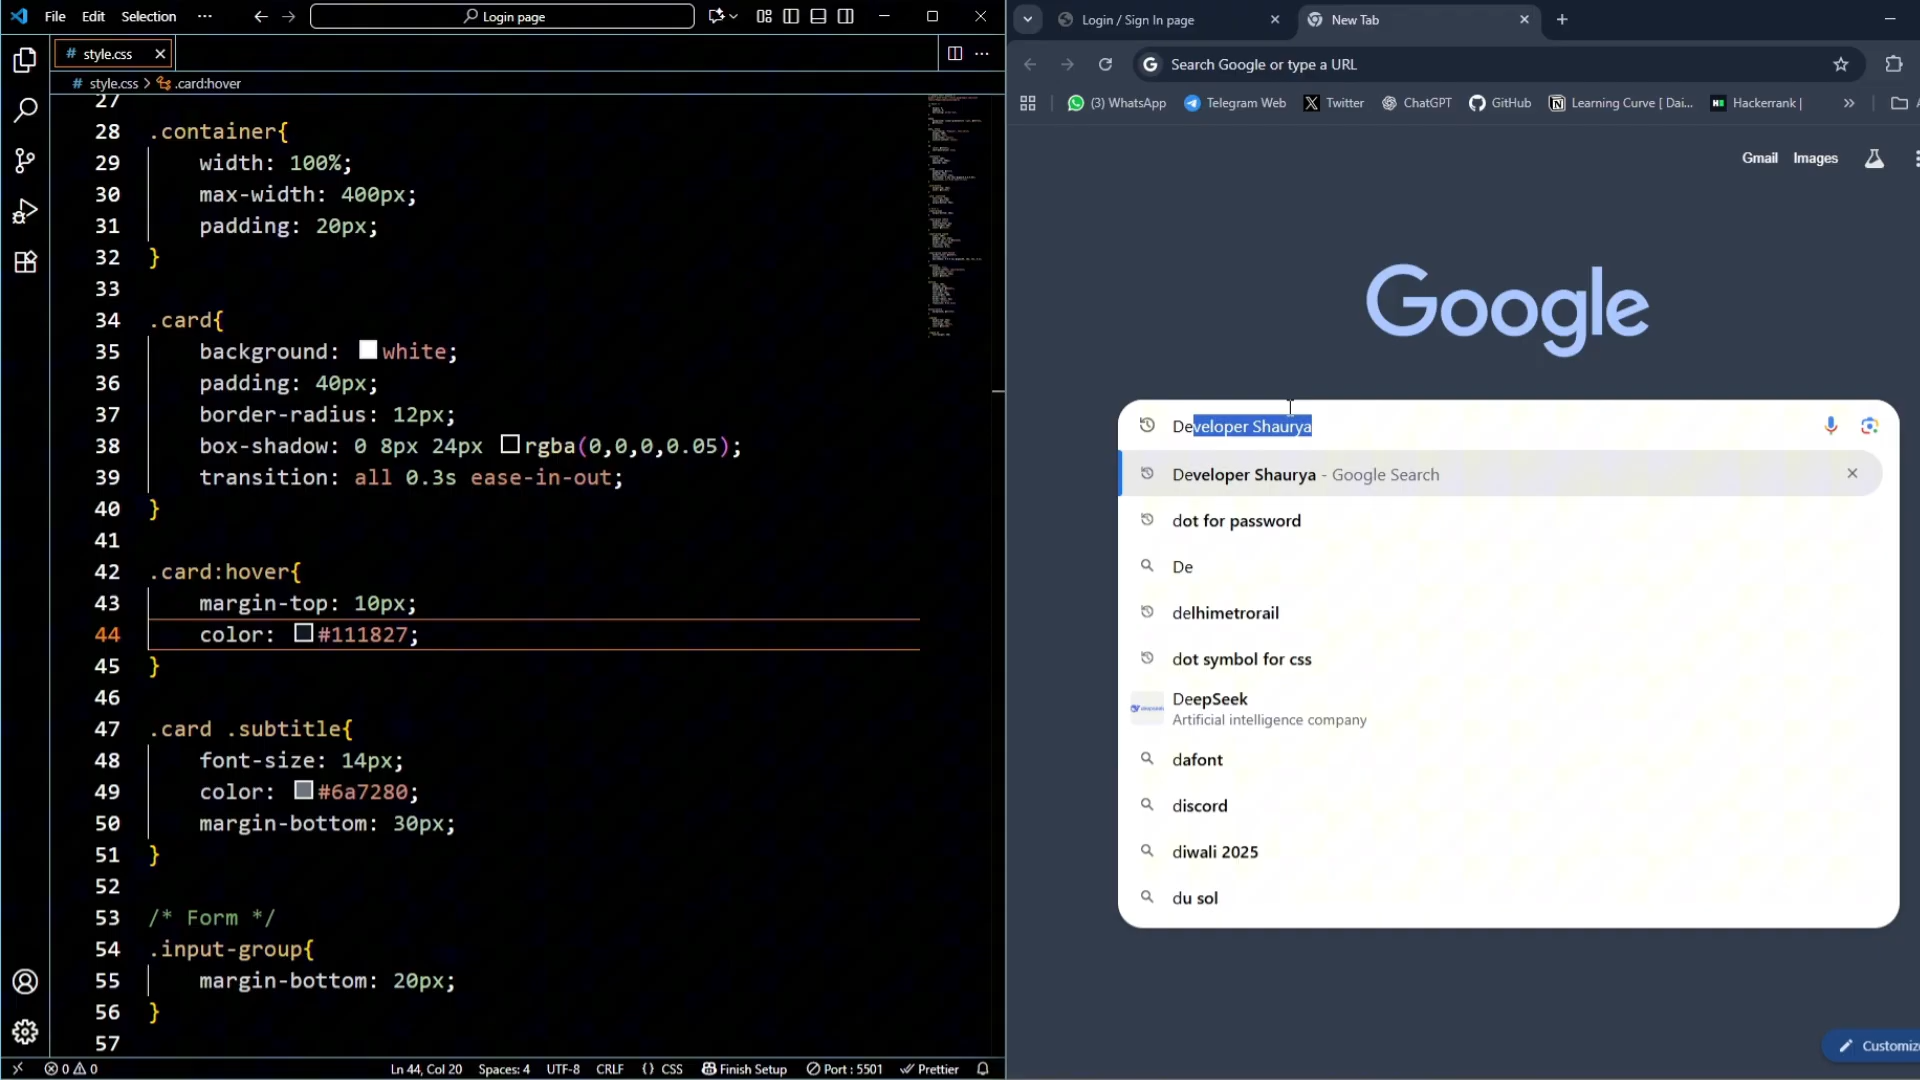 File Edit Selection ···
Login page
# style.css
# style.css > .card:hover
27
28 .container{
29 width: 100%;
30 max-width: 400px;
31 padding: 20px;
32 }
33
34 .card{
35 background: white;
36 padding: 40px;
37 border-radius: 12px;
38 box-shadow: 0 8px 24px rgba(0,0,0,0.05);
39 transition: all 0.3s ease-in-out;
40 }
41
42 .card:hover{
43 margin-top: 10px;
44 color: #111827;
45 }
46
47 .card .subtitle{
48 font-size: 14px;
49 color: #6a7280;
50 margin-bottom: 30px;
51 }
52
53 /* Form */
54 .input-group{
55 margin-bottom: 20px;
56 }
57
0 0 Ln 44, Col 20 Spaces: 4 UTF-8 CRLF {} CSS Finish Setup Port : 5501 Prettier
Login / Sign In page
New Tab
Search Google or type a URL
(3) WhatsApp Telegram Web Twitter ChatGPT GitHub Learning Curve [ Dai... Hackerrank | »
Gmail Images
Google
Developer Shaurya
Developer Shaurya - Google Search
dot for password
De
delhimetrorail
dot symbol for css
DeepSeek
Artificial intelligence company
dafont
discord
diwali 2025
du sol
Customize